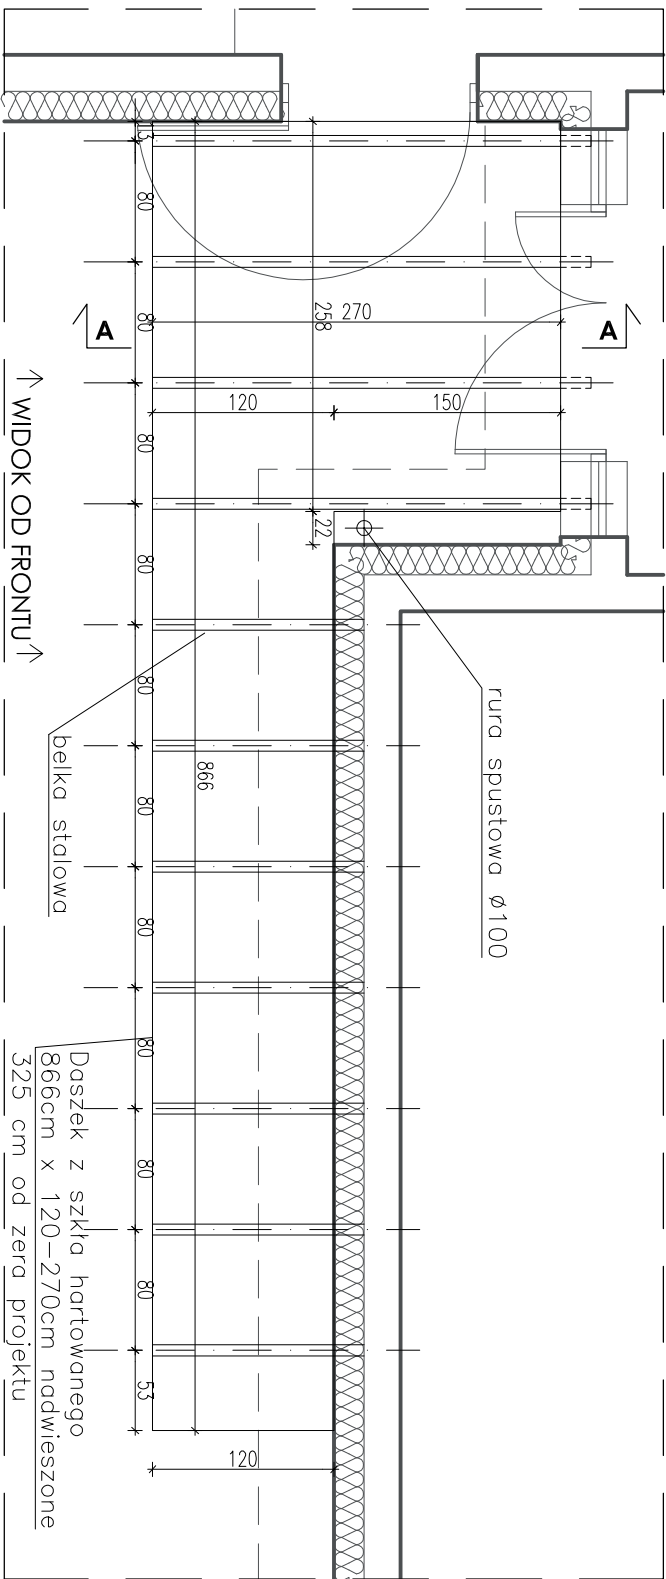 13
80
80
80
80
80
80
80
80
80
80
53
866
258
22
270
120
150
120
A
A
↑ WIDOK OD FRONTU ↑
rura spustowa ø100
belka stalowa
Daszek z szkła hartowanego
866cm x 120-270cm nadwieszone
325 cm od zera projektu